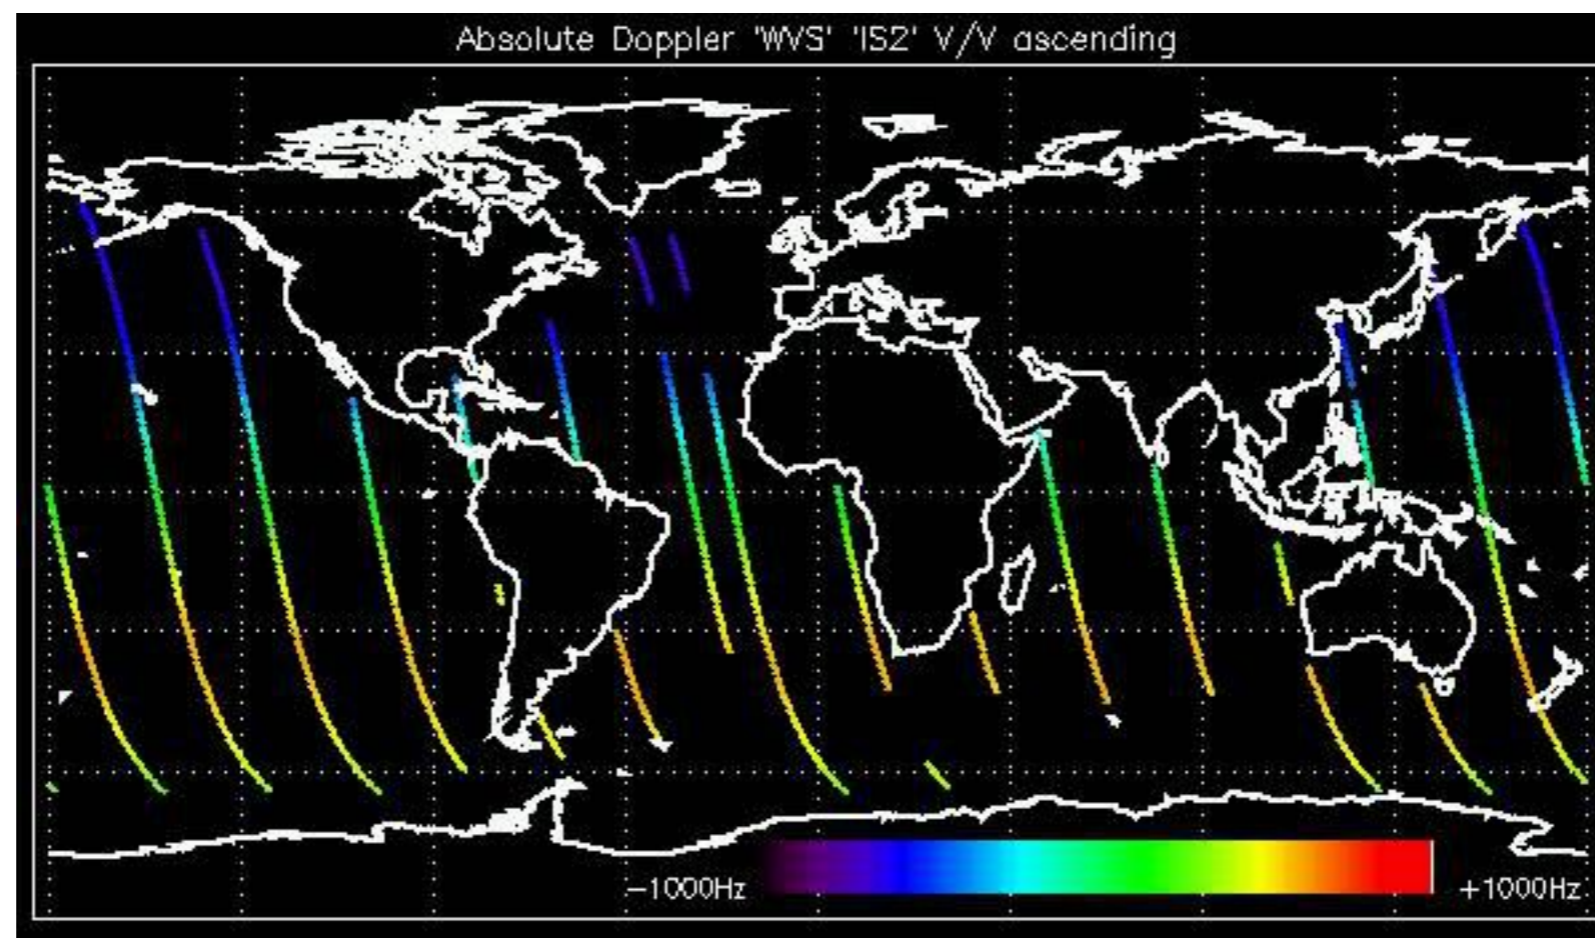 Absolute Doppler 'WVS' 'IS2' V/V ascending
-1000Hz +1000Hz